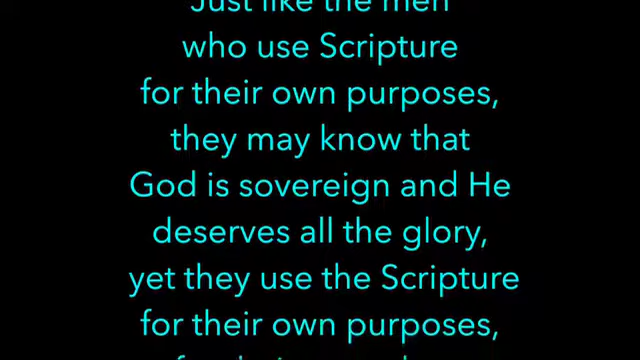 Just like the men
who use Scripture
for their own purposes,
they may know that
God is sovereign and He
deserves all the glory,
yet they use the Scripture
for their own purposes,